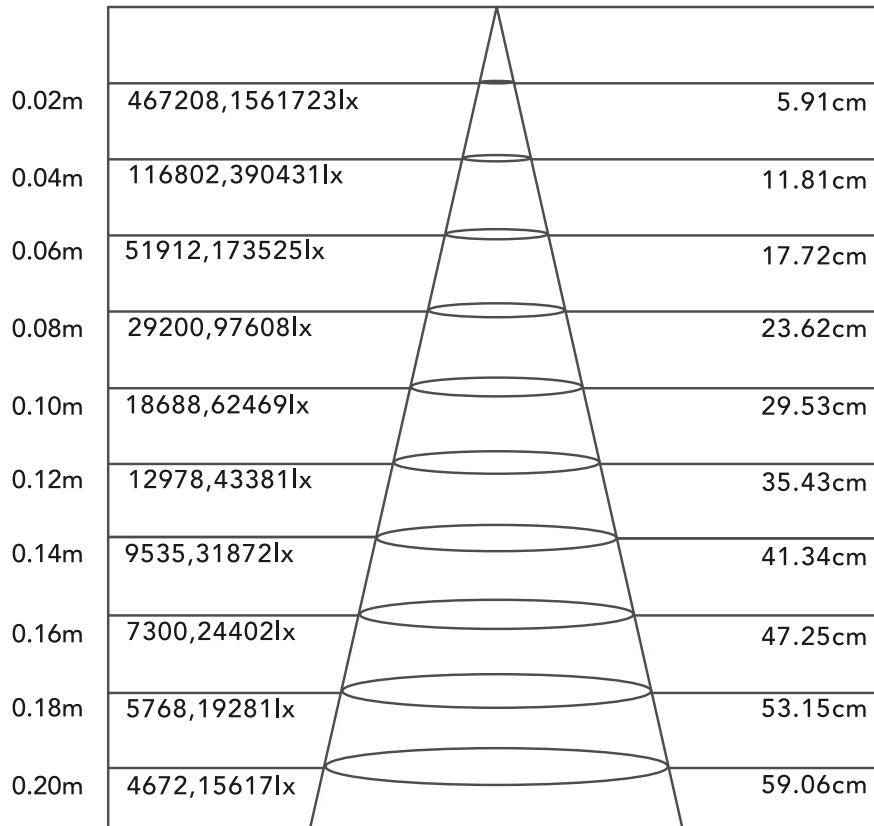 0.02m 467208,1561723lx 5.91cm
0.04m 116802,390431lx 11.81cm
0.06m 51912,173525lx 17.72cm
0.08m 29200,97608lx 23.62cm
0.10m 18688,62469lx 29.53cm
0.12m 12978,43381lx 35.43cm
0.14m 9535,31872lx 41.34cm
0.16m 7300,24402lx 47.25cm
0.18m 5768,19281lx 53.15cm
0.20m 4672,15617lx 59.06cm